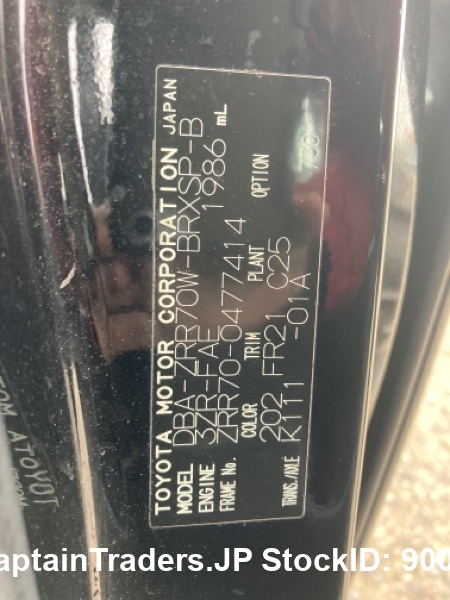 TOYOTA MOTOR CORPORATION JAPAN
MODEL DBA-ZRR70W-BRXSP-B
ENGINE 3ZR-FAE 1986 mL
FRAME No. ZRR70-0477414
COLOR TRIM PLANT OPTION
202 FR21 C25
TRANS./AXLE K111 -01A
aptainTraders.JP StockID: 900